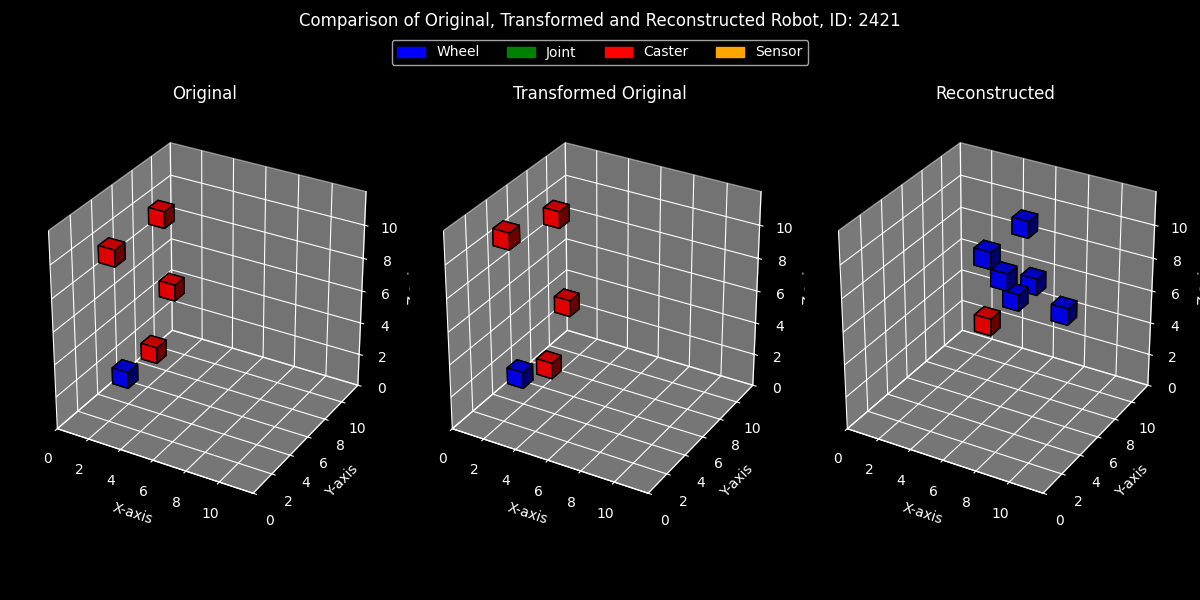 Comparison of Original, Transformed and Reconstructed Robot, ID: 2421
Wheel Joint Caster Sensor
Original Transformed Original Reconstructed
0 2 4 6 8 10
X-axis
0 2 4 6 8 10
Y-axis
0 2 4 6 8 10
0 2 4 6 8 10
X-axis
0 2 4 6 8 10
Y-axis
0 2 4 6 8 10
0 2 4 6 8 10
X-axis
0 2 4 6 8 10
Y-axis
0 2 4 6 8 10